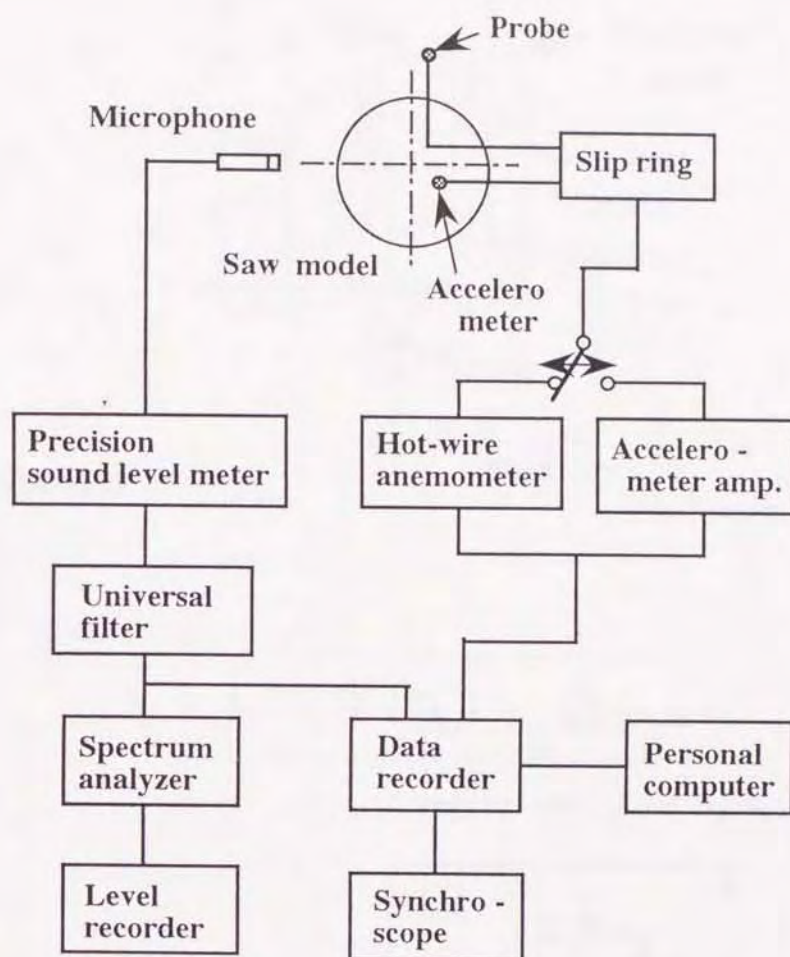 Probe
Microphone
Slip ring
Saw model
Accelero
meter
Precision
sound level meter
Hot-wire
anemometer
Accelero -
meter amp.
Universal
filter
Spectrum
analyzer
Data
recorder
Personal
computer
Level
recorder
Synchro -
scope